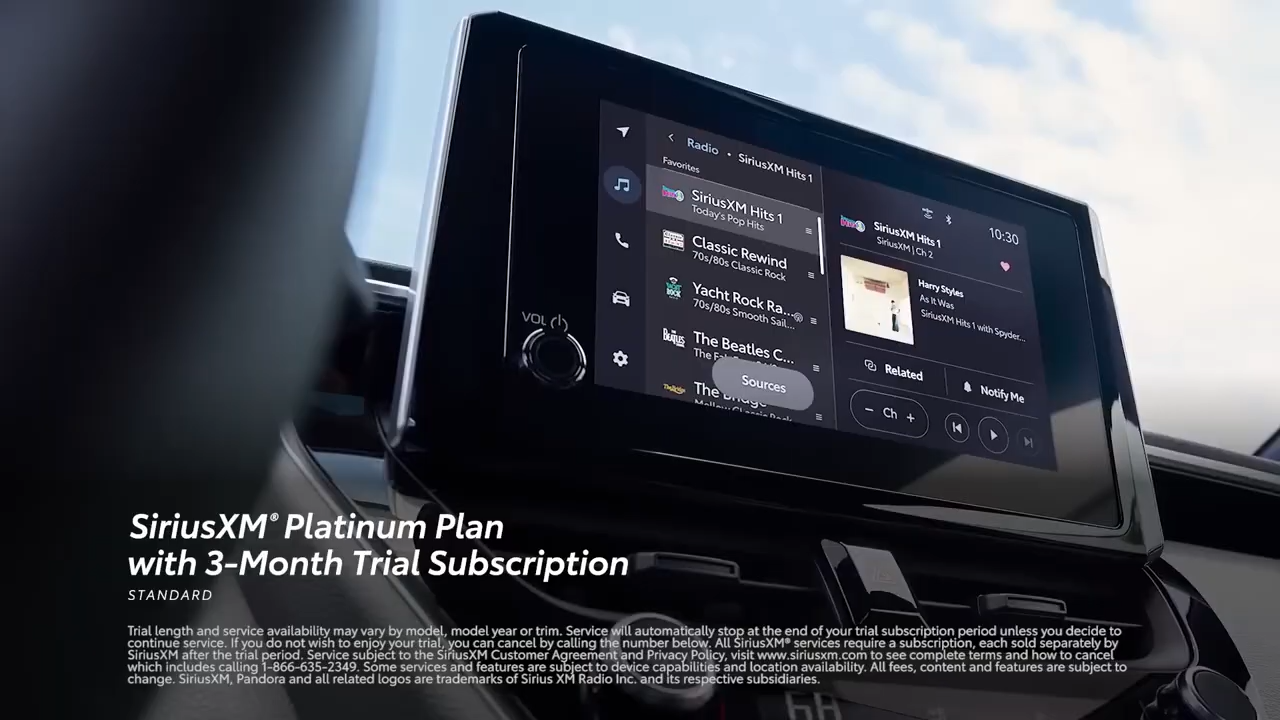 Radio • SiriusXM Hits 1
Favorites
SiriusXM Hits 1
Today's Pop Hits
Classic Rewind
70s/80s Classic Rock
Yacht Rock Ra...
70s/80s Smooth Sail...
The Beatles C...
The Fa
The Bridge
Mellow Classic Rock
Sources
10:30
SiriusXM Hits 1
SiriusXM | Ch 2
Harry Styles
As It Was
SiriusXM Hits 1 with Spyder...
Related
Notify Me
− Ch +
VOL
SiriusXM® Platinum Plan
with 3-Month Trial Subscription
STANDARD
Trial length and service availability may vary by model, model year or trim. Service will automatically stop at the end of your trial subscription period unless you decide to
continue service. If you do not wish to enjoy your trial, you can cancel by calling the number below. All SiriusXM® services require a subscription, each sold separately by
SiriusXM after the trial period. Service subject to the SiriusXM Customer Agreement and Privacy Policy, visit www.siriusxm.com to see complete terms and how to cancel
which includes calling 1-866-635-2349. Some services and features are subject to device capabilities and location availability. All fees, content and features are subject to
change. SiriusXM, Pandora and all related logos are trademarks of Sirius XM Radio Inc. and its respective subsidiaries.
68